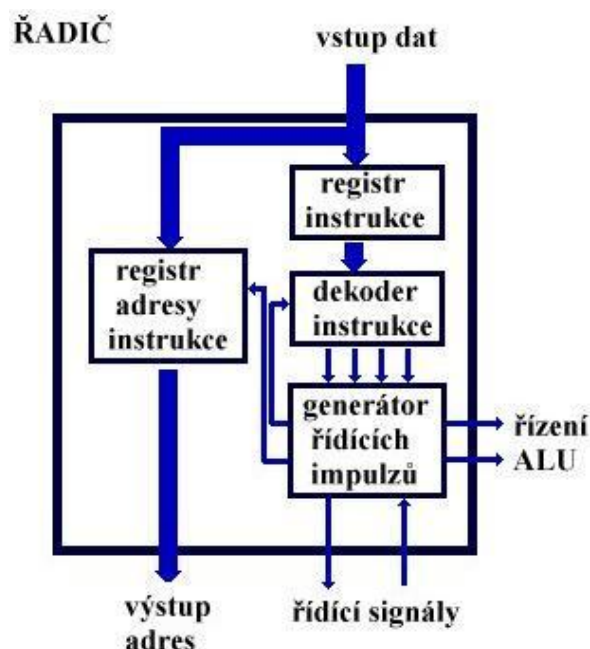 ŘADIČ
vstup dat
registr
instrukce
registr
adresy
instrukce
dekoder
instrukce
generátor
řídících
impulzů
řízení
ALU
výstup
adres
řídící signály